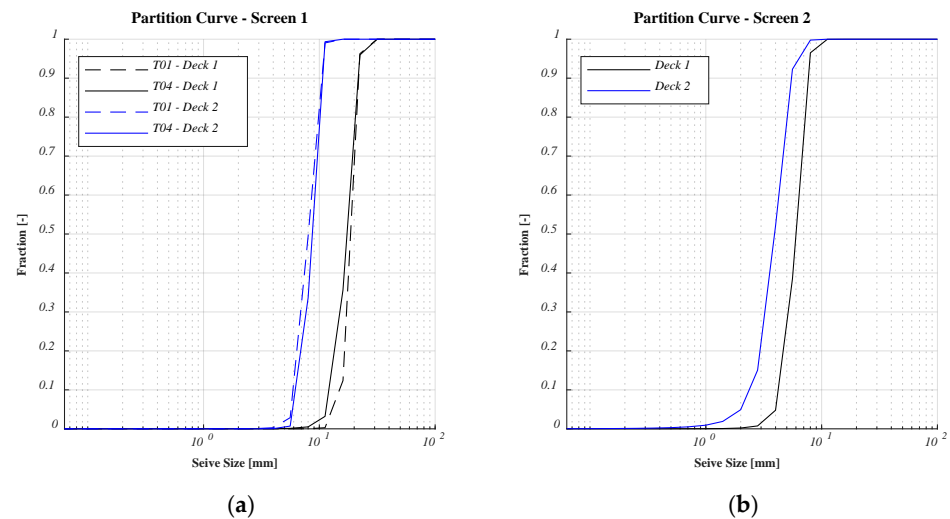 Partition Curve - Screen 1
1
0.9
0.8
0.7
0.6
0.5
0.4
0.3
0.2
0.1
0
Fraction [-]
T01 - Deck 1
T04 - Deck 1
T01 - Deck 2
T04 - Deck 2
10 0
10 1
10 2
Seive Size [mm]
(a)
Partition Curve - Screen 2
1
0.9
0.8
0.7
0.6
0.5
0.4
0.3
0.2
0.1
0
Fraction [-]
Deck 1
Deck 2
10 0
10 1
10 2
Seive Size [mm]
(b)